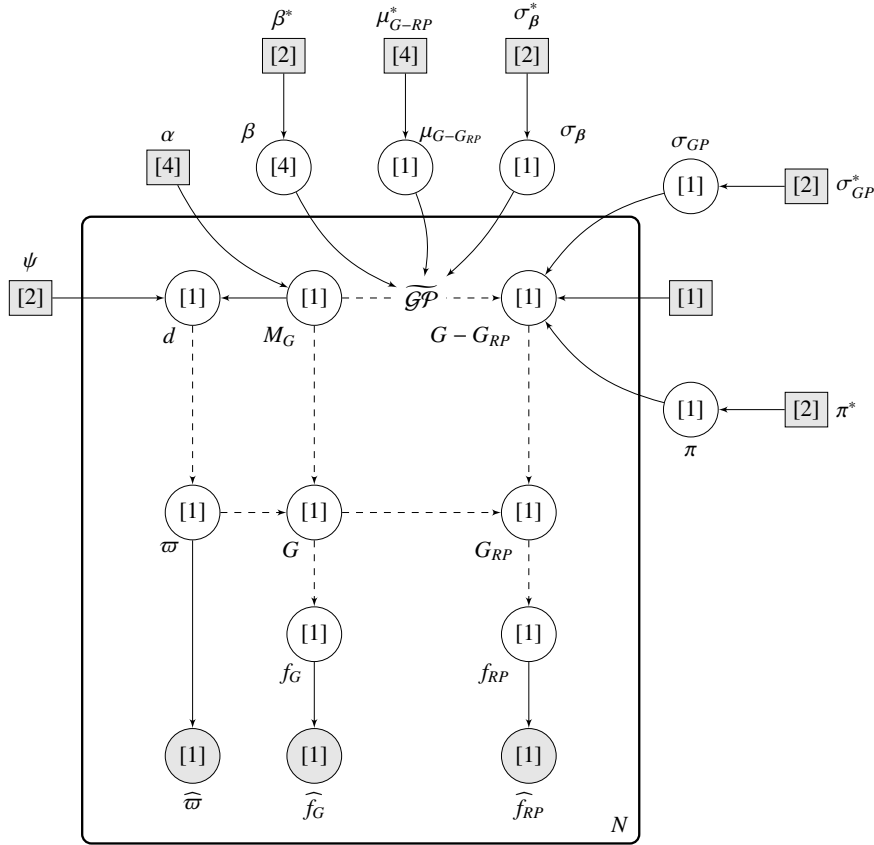 β* μ*G−RP σ*β
[2] [4] [2]
α β μG−GRP σβ σGP
[4] [4] [1] [1] [1] [2] σ*GP
ψ
[2] [1] [1] 𝒢𝒫 [1] [1]
d MG G − GRP
[1] [2] π*
π
[1] [1] [1]
ϖ G GRP
[1] [1]
fG fRP
[1] [1] [1]
ϖ̂ f̂G f̂RP
N